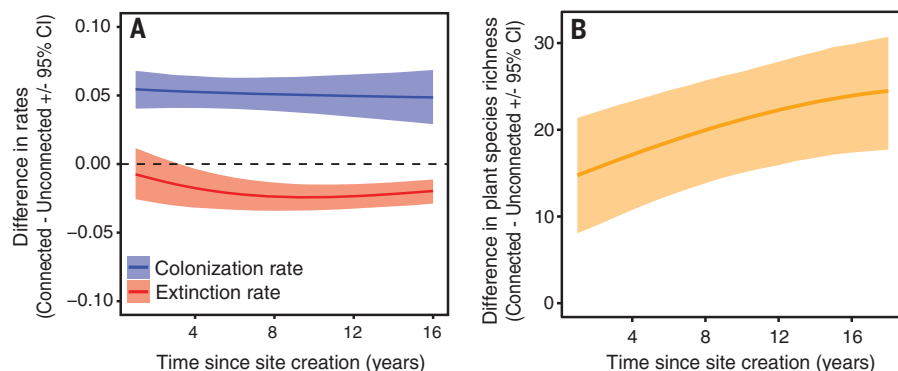 A
Difference in rates
(Connected - Unconnected +/- 95% CI)
0.10
0.05
0.00
−0.05
−0.10
Colonization rate
Extinction rate
4
8
12
16
Time since site creation (years)
B
Difference in plant species richness
(Connected - Unconnected +/- 95% CI)
30
20
10
0
4
8
12
16
Time since site creation (years)